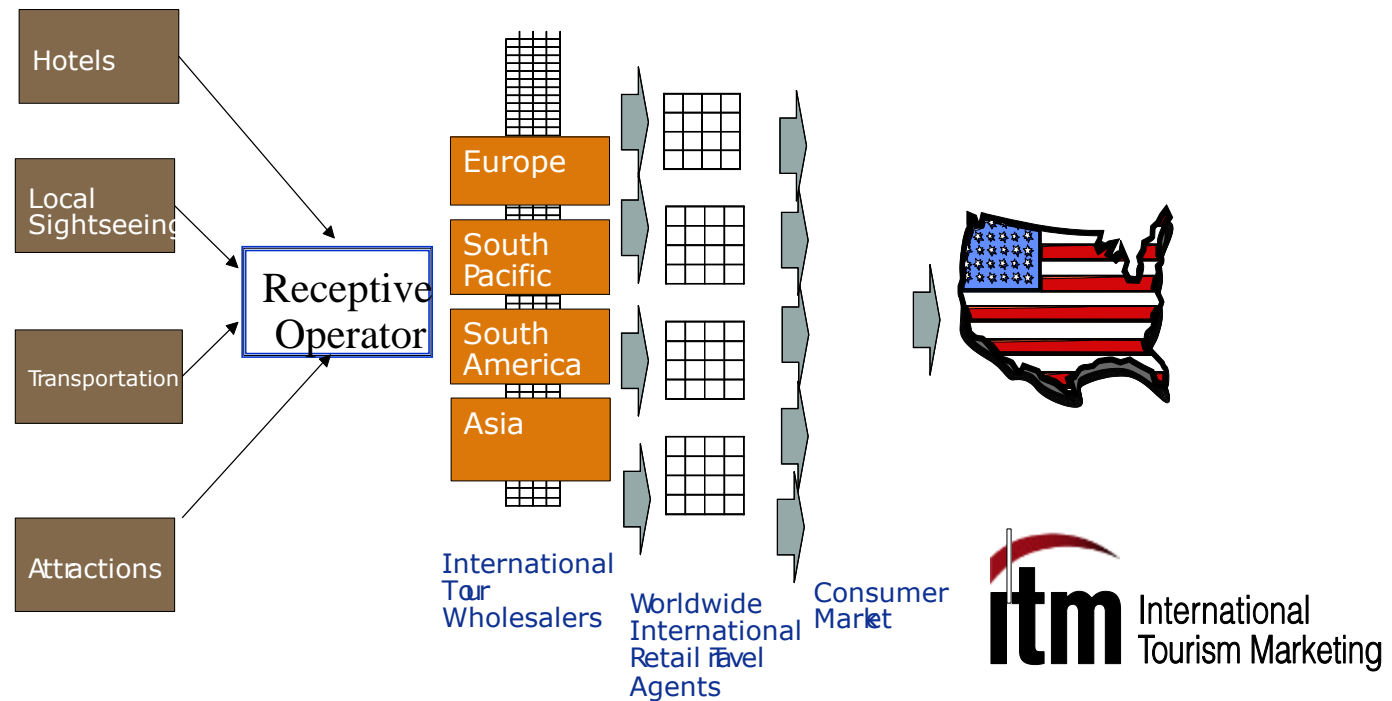 Hotels
Local
Sightseeing
Transportation
Attractions
Receptive
Operator
Europe
South
Pacific
South
America
Asia
International
Tour
Wholesalers
Worldwide
International
Retail Travel
Agents
Consumer
Market
itm
International
Tourism Marketing